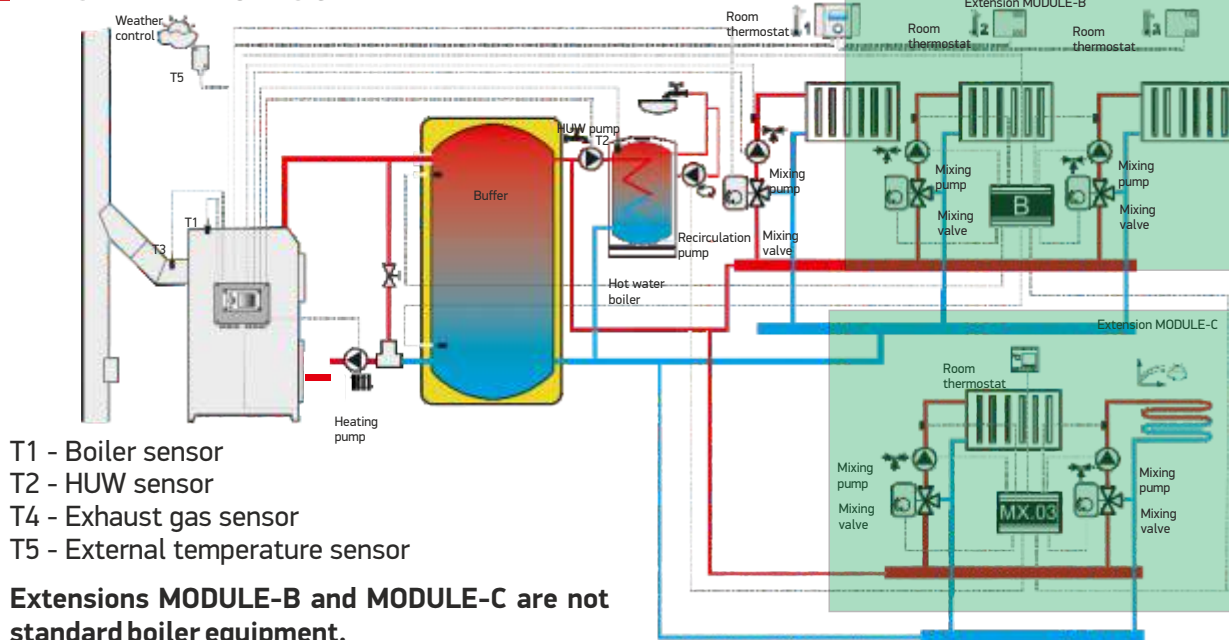 Extension MODULE-B
Weather
control
T5
Room
thermostat
1
Room
thermostat
2
Room
thermostat
3
HUW pump
T2
Buffer
T1
T3
Mixing
pump
Mixing
valve
Mixing
pump
Mixing
valve
B
Mixing
pump
Mixing
valve
Recirculation
pump
Hot water
boiler
Heating
pump
Extension MODULE-C
Room
thermostat
Mixing
pump
Mixing
valve
MX.03
Mixing
pump
Mixing
valve
T1 - Boiler sensor
T2 - HUW sensor
T4 - Exhaust gas sensor
T5 - External temperature sensor
Extensions MODULE-B and MODULE-C are not
standard boiler equipment.